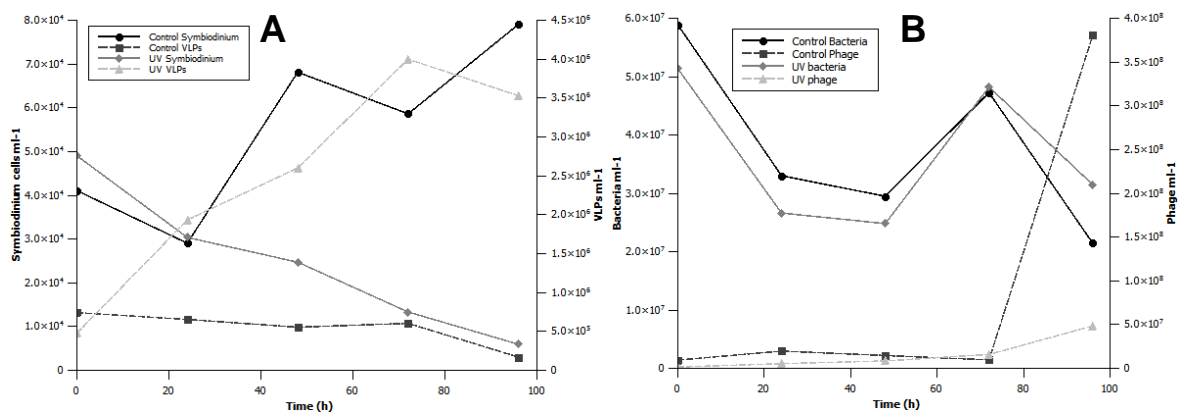 A
Control Symbiodinium
Control VLPs
UV Symbiodinium
UV VLPs
Symbiodinium cells ml-1
8.0×10⁴
7.0×10⁴
6.0×10⁴
5.0×10⁴
4.0×10⁴
3.0×10⁴
2.0×10⁴
1.0×10⁴
0
VLPs ml-1
4.5×10⁶
4.0×10⁶
3.5×10⁶
3.0×10⁶
2.5×10⁶
2.0×10⁶
1.5×10⁶
1.0×10⁶
5.0×10⁵
0
0 20 40 60 80 100
Time (h)
B
Control Bacteria
Control Phage
UV bacteria
UV phage
Bacteria ml-1
6.0×10⁷
5.0×10⁷
4.0×10⁷
3.0×10⁷
2.0×10⁷
1.0×10⁷
0
Phage ml-1
4.0×10⁸
3.5×10⁸
3.0×10⁸
2.5×10⁸
2.0×10⁸
1.5×10⁸
1.0×10⁸
5.0×10⁷
0
0 20 40 60 80 100
Time (h)